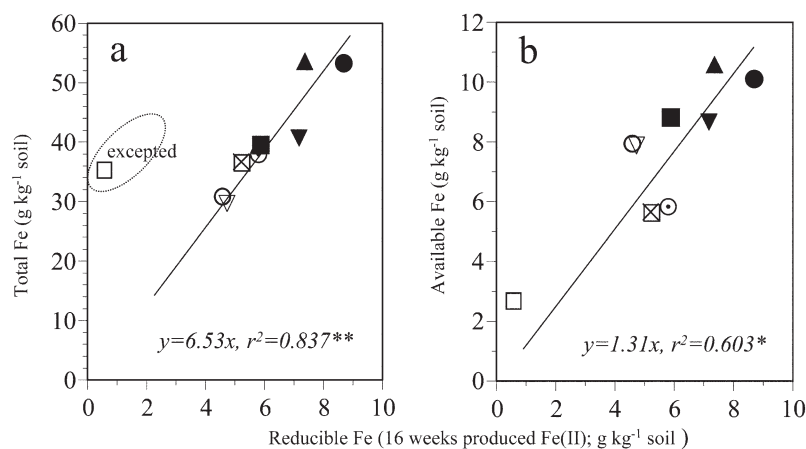 a
60
50
40
30
20
10
0
Total Fe (g kg⁻¹ soil)
excepted
y=6.53x, r²=0.837**
0 2 4 6 8 10
b
12
10
8
6
4
2
0
Available Fe (g kg⁻¹ soil)
y=1.31x, r²=0.603*
0 2 4 6 8 10
Reducible Fe (16 weeks produced Fe(II); g kg⁻¹ soil )